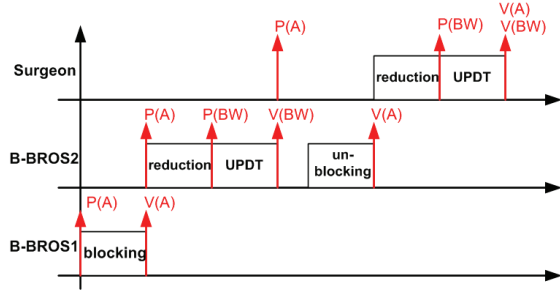 V(A)
P(A)
P(BW)
V(BW)
Surgeon
reduction
UPDT
P(A)
P(BW)
V(BW)
V(A)
B-BROS2
reduction
UPDT
un-
blocking
P(A)
V(A)
B-BROS1
blocking